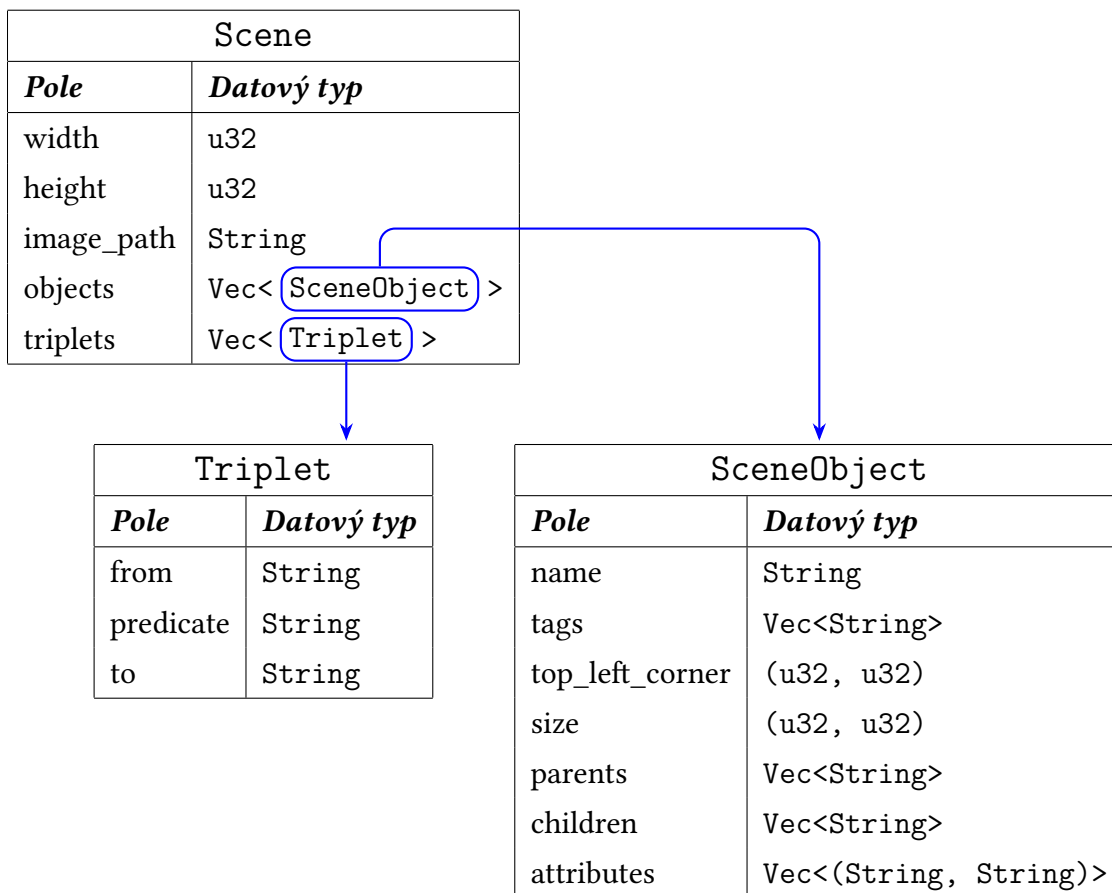 Scene
Pole Datový typ
width u32
height u32
image_path String
objects Vec<SceneObject>
triplets Vec<Triplet>
Triplet
Pole Datový typ
from String
predicate String
to String
SceneObject
Pole Datový typ
name String
tags Vec<String>
top_left_corner (u32, u32)
size (u32, u32)
parents Vec<String>
children Vec<String>
attributes Vec<(String, String)>